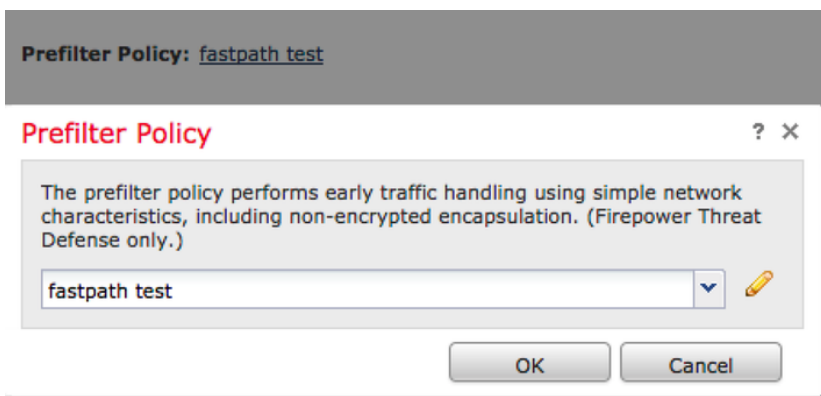 Prefilter Policy: fastpath test
Prefilter Policy ? ×
The prefilter policy performs early traffic handling using simple network
characteristics, including non-encrypted encapsulation. (Firepower Threat
Defense only.)
fastpath test
OK Cancel